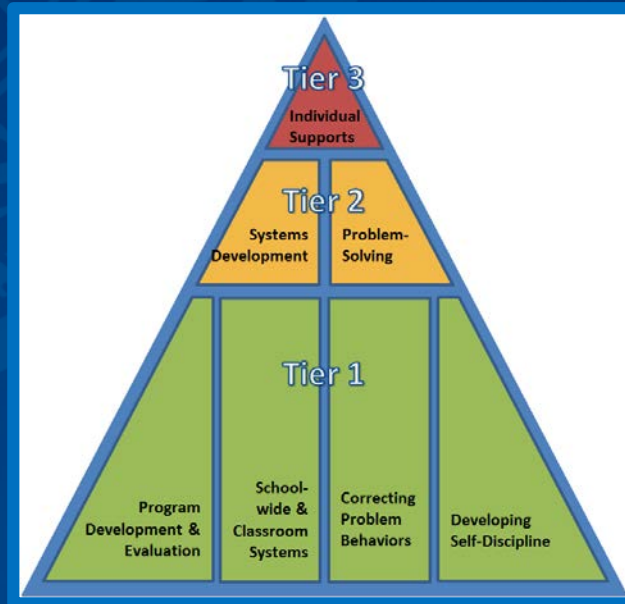 Tier 3
Individual
Supports
Tier 2
Systems
Development
Problem-
Solving
Tier 1
Program
Development &
Evaluation
School-
wide &
Classroom
Systems
Correcting
Problem
Behaviors
Developing
Self-Discipline